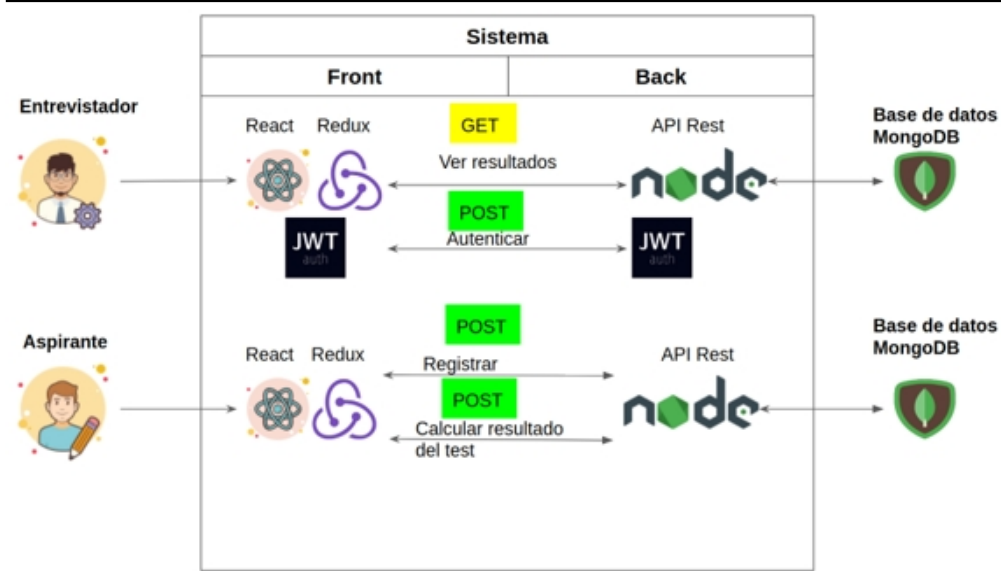 Sistema
Front
Back
Entrevistador
React
Redux
GET
API Rest
Base de datos
MongoDB
Ver resultados
node
POST
Autenticar
JWT
auth
JWT
auth
Aspirante
React
Redux
POST
API Rest
Base de datos
MongoDB
Registrar
POST
node
Calcular resultado
del test